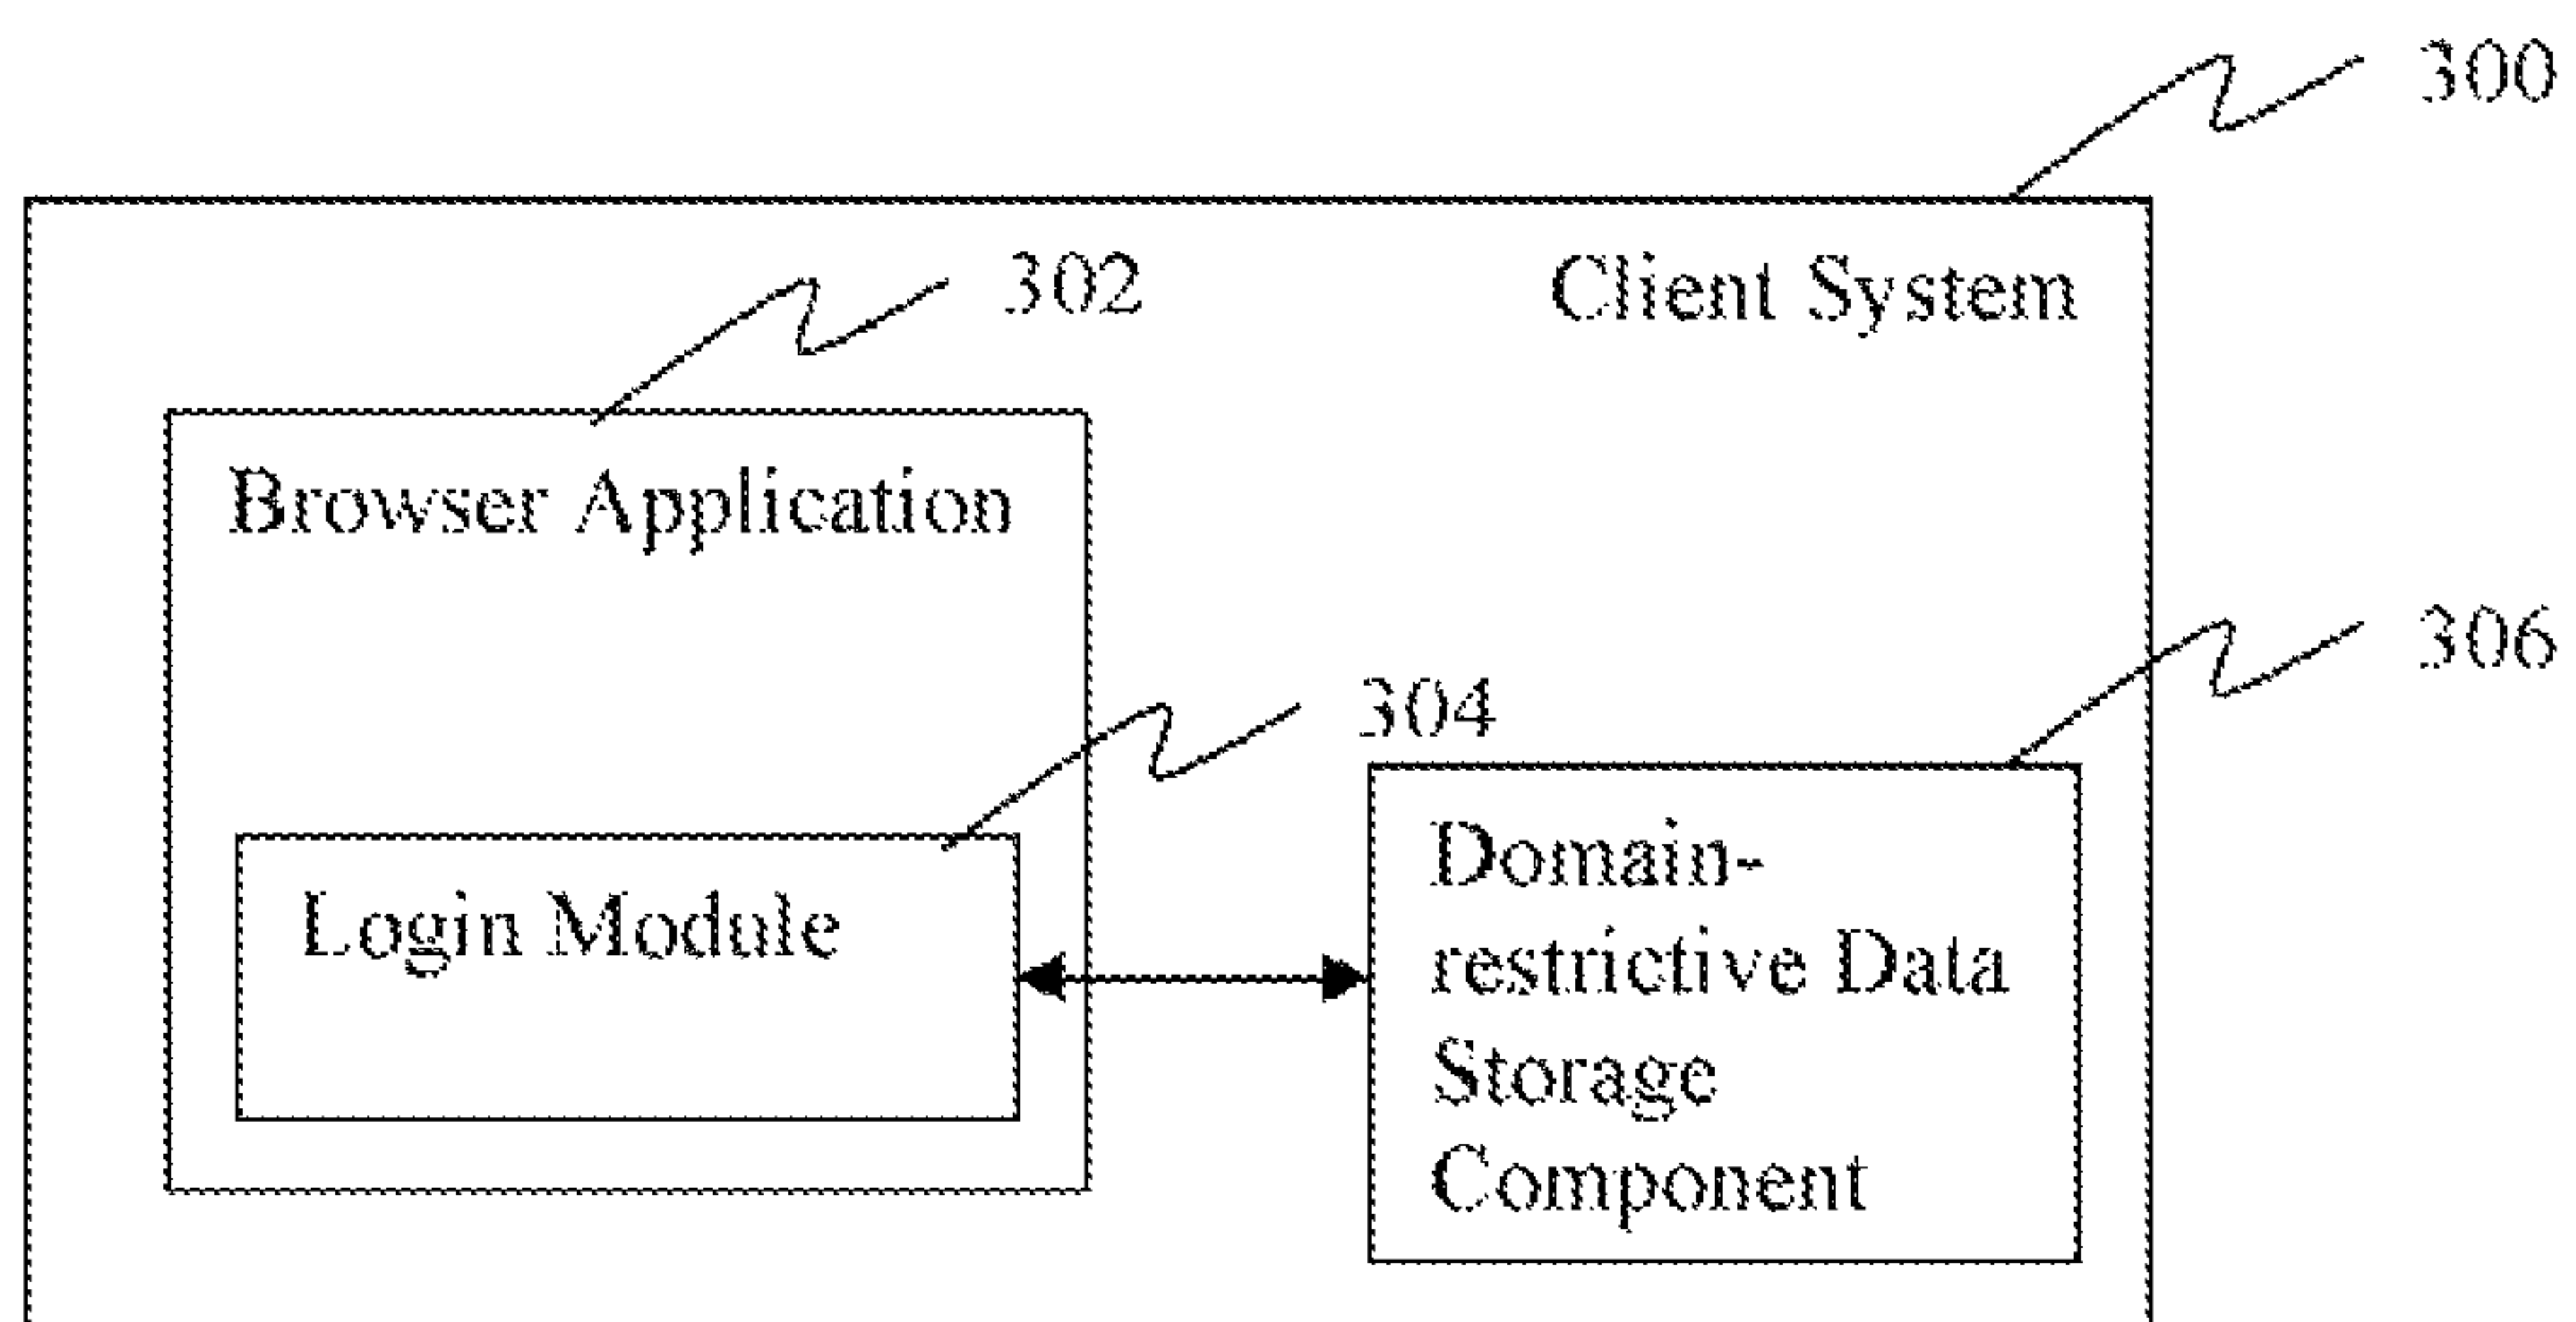 300
302
Client System
Browser Application
306
304
Login Module
Domain-
restrictive Data
Storage
Component